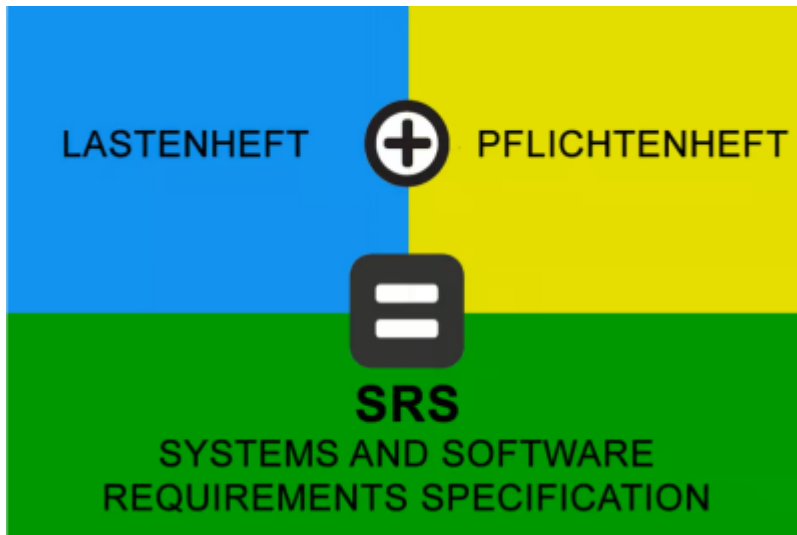 LASTENHEFT
PFLICHTENHEFT
SRS
SYSTEMS AND SOFTWARE
REQUIREMENTS SPECIFICATION